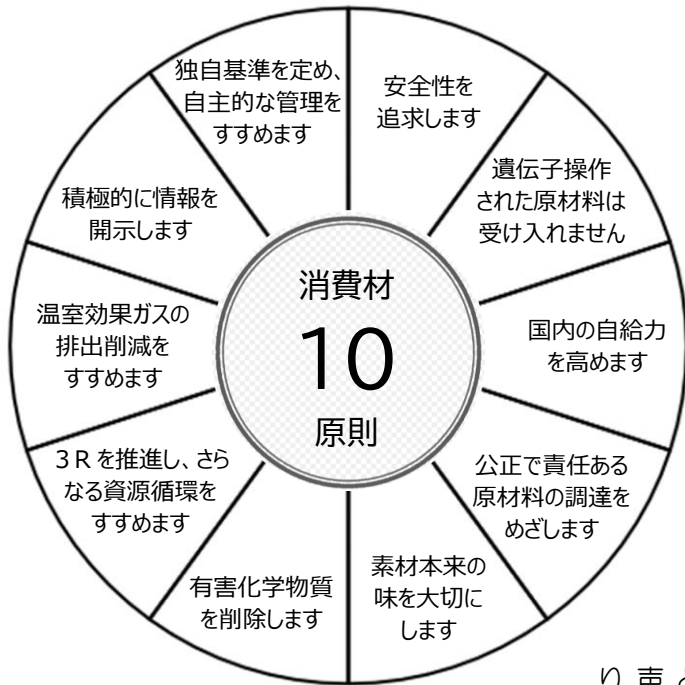 消費材
10
原則
安全性を
追求します
遺伝子操作
された原材料は
受け入れません
国内の自給力
を高めます
公正で責任ある
原材料の調達を
めざします
素材本来の
味を大切に
します
有害化学物質
を削除します
3Rを推進し、さら
なる資源循環を
すすめます
温室効果ガスの
排出削減を
すすめます
積極的に情報を
開示します
独自基準を定め、
自主的な管理を
すすめます